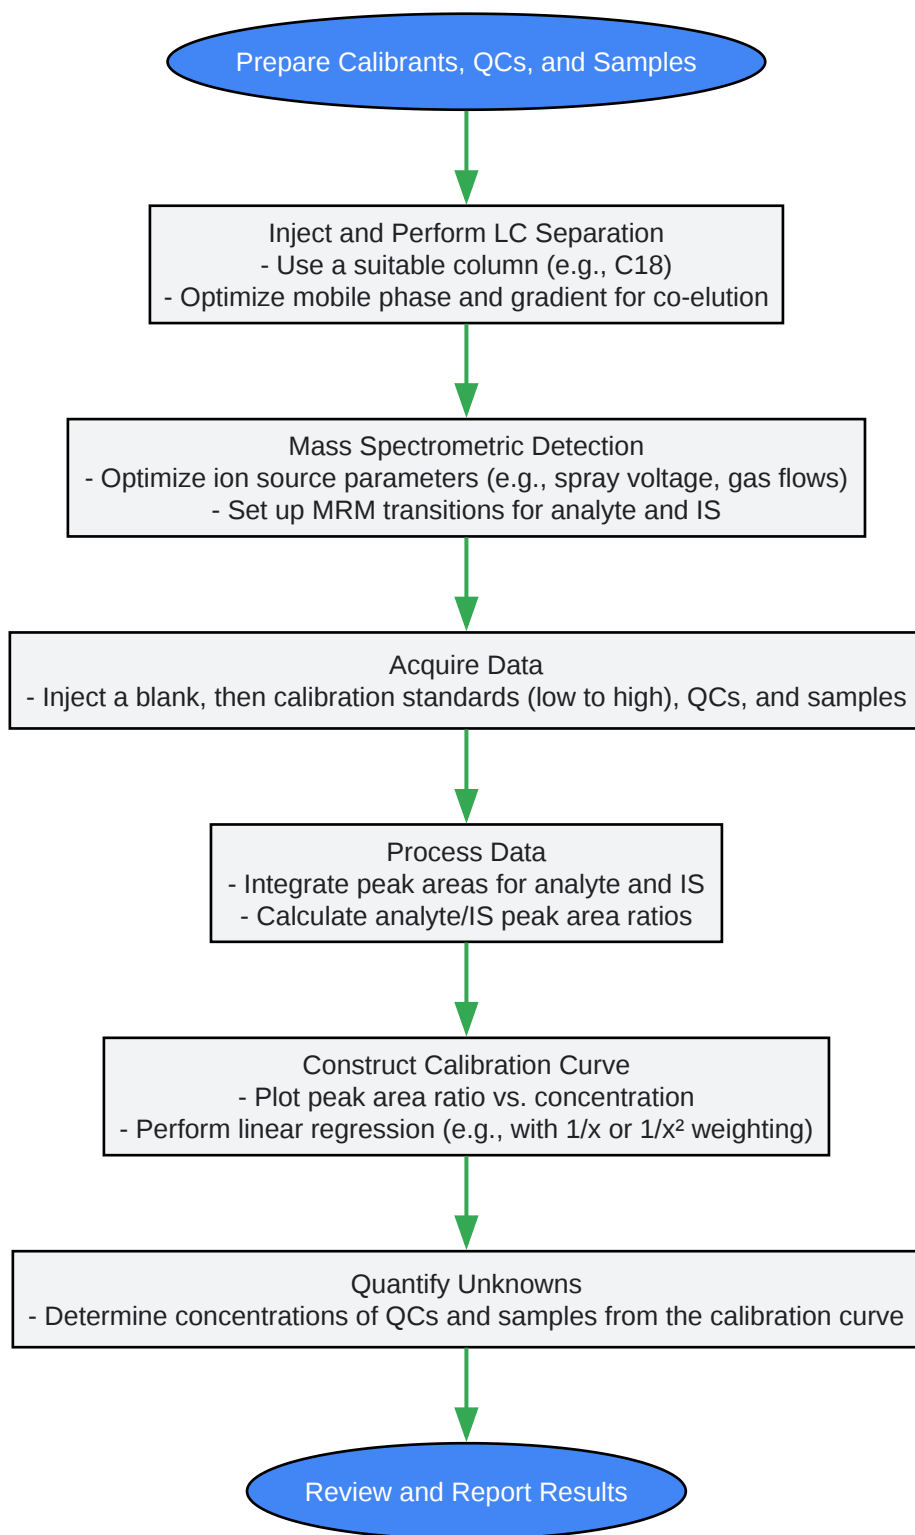 Prepare Calibrants, QCs, and Samples
Inject and Perform LC Separation
- Use a suitable column (e.g., C18)
- Optimize mobile phase and gradient for co-elution
Mass Spectrometric Detection
- Optimize ion source parameters (e.g., spray voltage, gas flows)
- Set up MRM transitions for analyte and IS
Acquire Data
- Inject a blank, then calibration standards (low to high), QCs, and samples
Process Data
- Integrate peak areas for analyte and IS
- Calculate analyte/IS peak area ratios
Construct Calibration Curve
- Plot peak area ratio vs. concentration
- Perform linear regression (e.g., with 1/x or 1/x² weighting)
Quantify Unknowns
- Determine concentrations of QCs and samples from the calibration curve
Review and Report Results